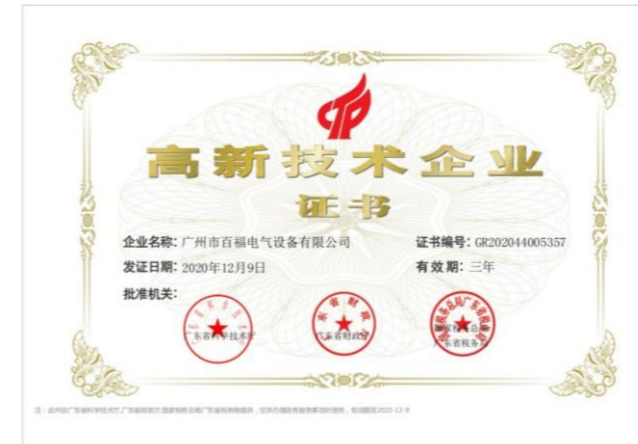 高新技术企业
证书
企业名称：广州市百福电气设备有限公司
证书编号：GR202044005357
发证日期：2020年12月9日
有效期：三年
批准机关：
广东省科学技术厅
广东省财政厅
国家税务总局
广东省税务局